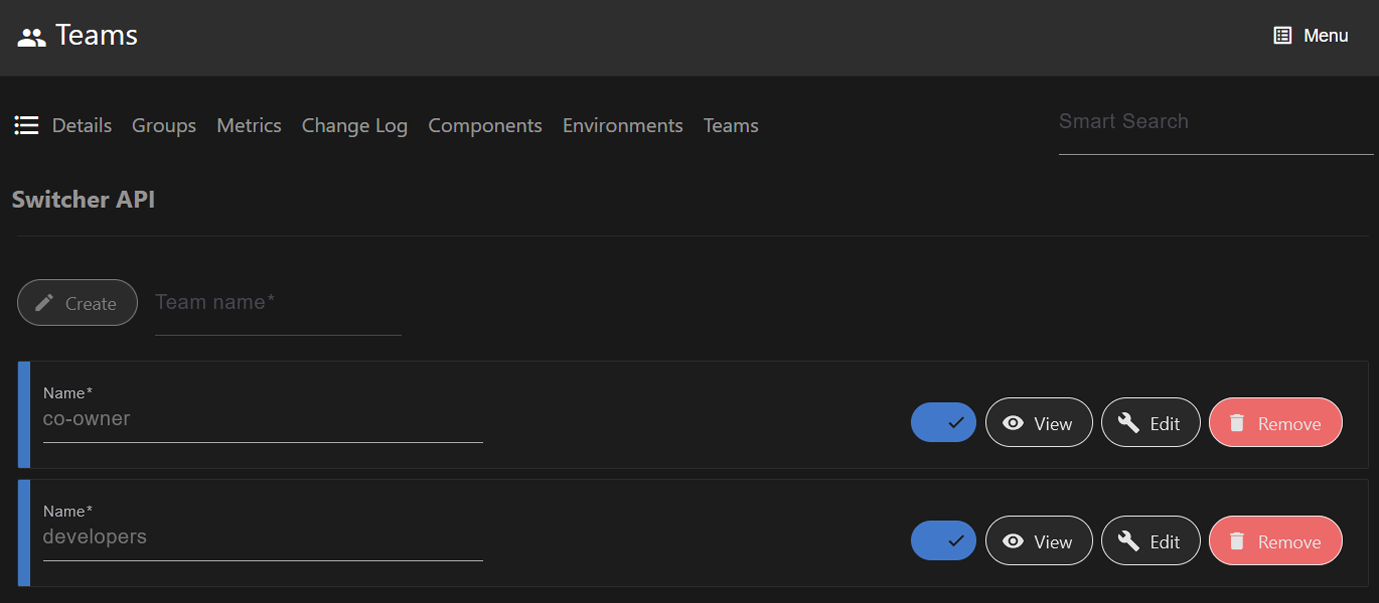 Teams
Menu
Details Groups Metrics Change Log Components Environments Teams
Smart Search
Switcher API
Create
Team name*
Name*
co-owner
View Edit Remove
Name*
developers
View Edit Remove